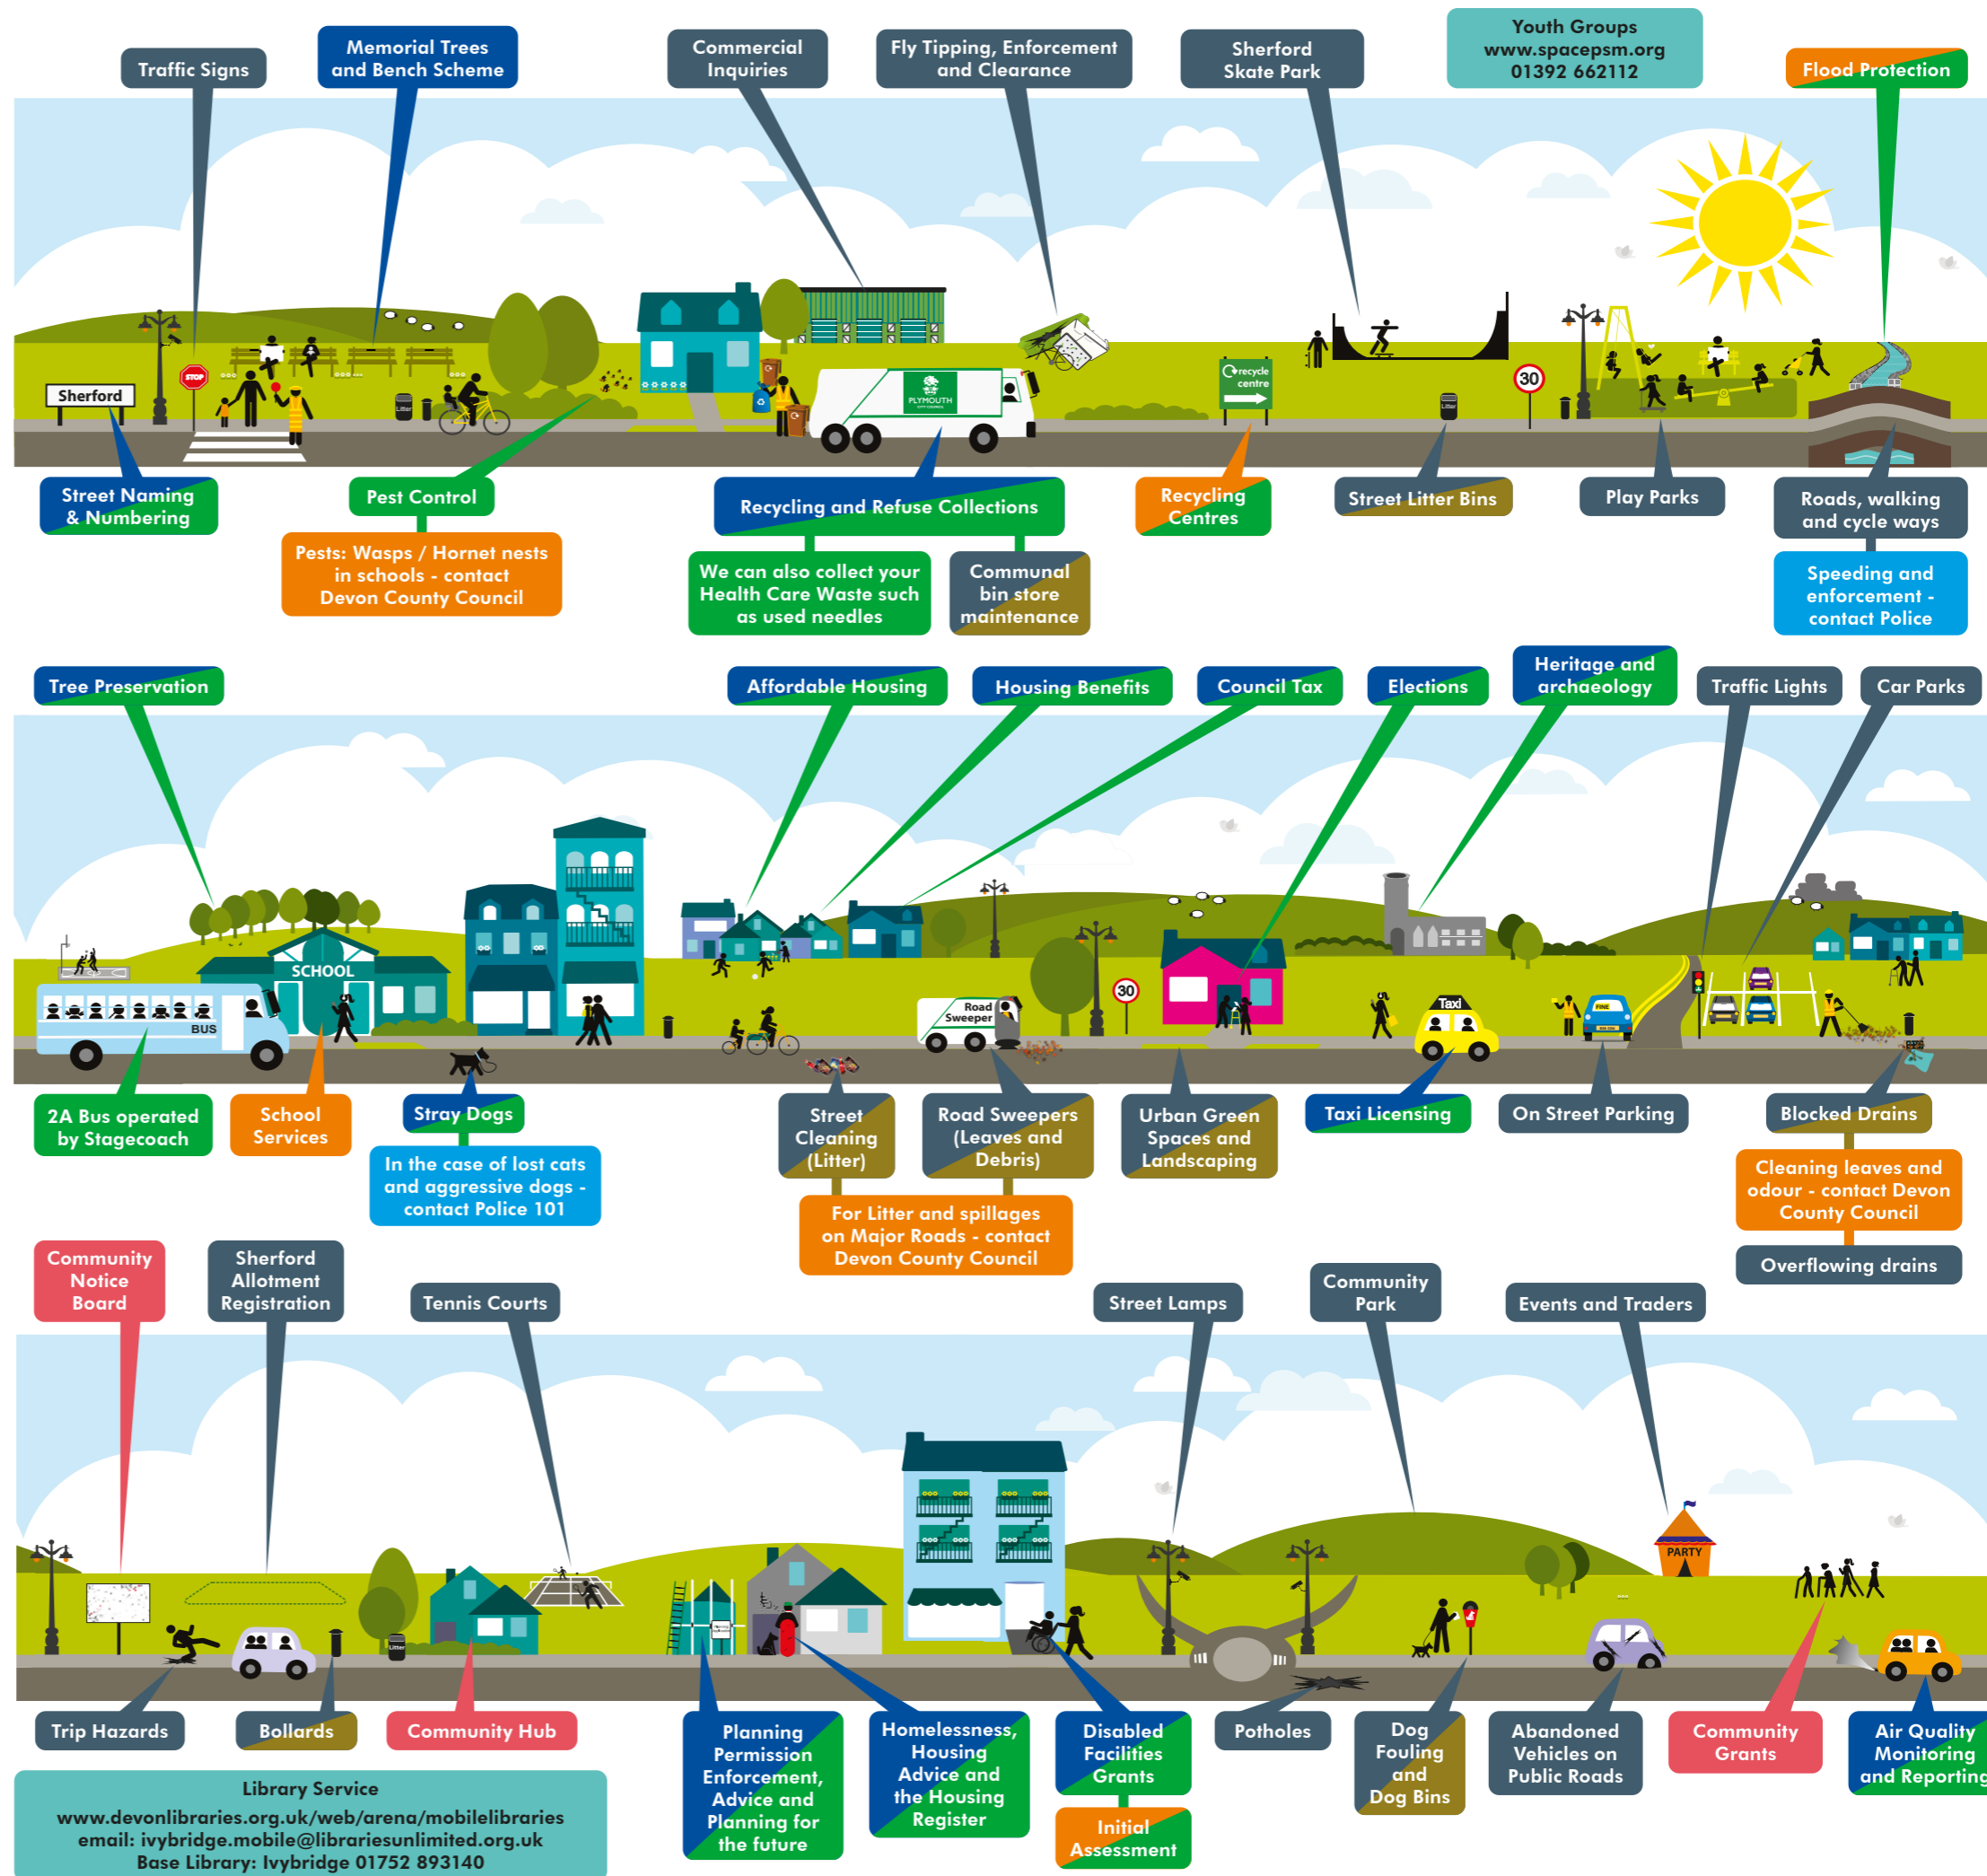 Traffic Signs
Memorial Trees
and Bench Scheme
Commercial
Inquiries
Fly Tipping, Enforcement
and Clearance
Sherford
Skate Park
Youth Groups
www.spacepsm.org
01392 662112
Flood Protection
Sherford
STOP
Litter
PLYMOUTH
CITY COUNCIL
recycle
centre
Litter
30
Street Naming
& Numbering
Pest Control
Pests: Wasps / Hornet nests
in schools - contact
Devon County Council
Recycling and Refuse Collections
We can also collect your
Health Care Waste such
as used needles
Communal
bin store
maintenance
Recycling
Centres
Street Litter Bins
Play Parks
Roads, walking
and cycle ways
Speeding and
enforcement -
contact Police
Tree Preservation
Affordable Housing
Housing Benefits
Council Tax
Elections
Heritage and
archaeology
Traffic Lights
Car Parks
SCHOOL
BUS
Road
Sweeper
30
Taxi
FINE
2A Bus operated
by Stagecoach
School
Services
Stray Dogs
In the case of lost cats
and aggressive dogs -
contact Police 101
Street
Cleaning
(Litter)
Road Sweepers
(Leaves and
Debris)
For Litter and spillages
on Major Roads - contact
Devon County Council
Urban Green
Spaces and
Landscaping
Taxi Licensing
On Street Parking
Blocked Drains
Cleaning leaves and
odour - contact Devon
County Council
Overflowing drains
Community
Notice
Board
Sherford
Allotment
Registration
Tennis Courts
Street Lamps
Community
Park
Events and Traders
PARTY
Litter
Trip Hazards
Bollards
Community Hub
Planning
Permission
Enforcement,
Advice and
Planning for
the future
Homelessness,
Housing
Advice and
the Housing
Register
Disabled
Facilities
Grants
Initial
Assessment
Potholes
Dog
Fouling
and
Dog Bins
Abandoned
Vehicles on
Public Roads
Community
Grants
Air Quality
Monitoring
and Reporting
Library Service
www.devonlibraries.org.uk/web/arena/mobilelibraries
email: ivybridge.mobile@librariesunlimited.org.uk
Base Library: Ivybridge 01752 893140